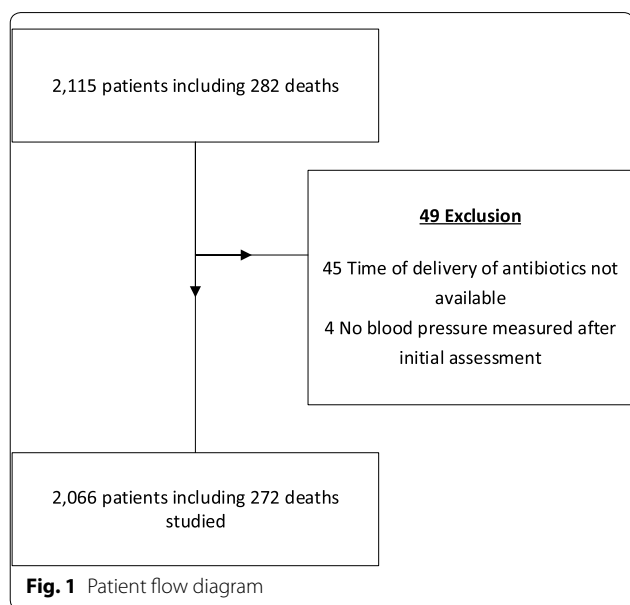 2,115 patients including 282 deaths
49 Exclusion
45 Time of delivery of antibiotics not
available
4 No blood pressure measured after
initial assessment
2,066 patients including 272 deaths
studied
Fig. 1 Patient flow diagram